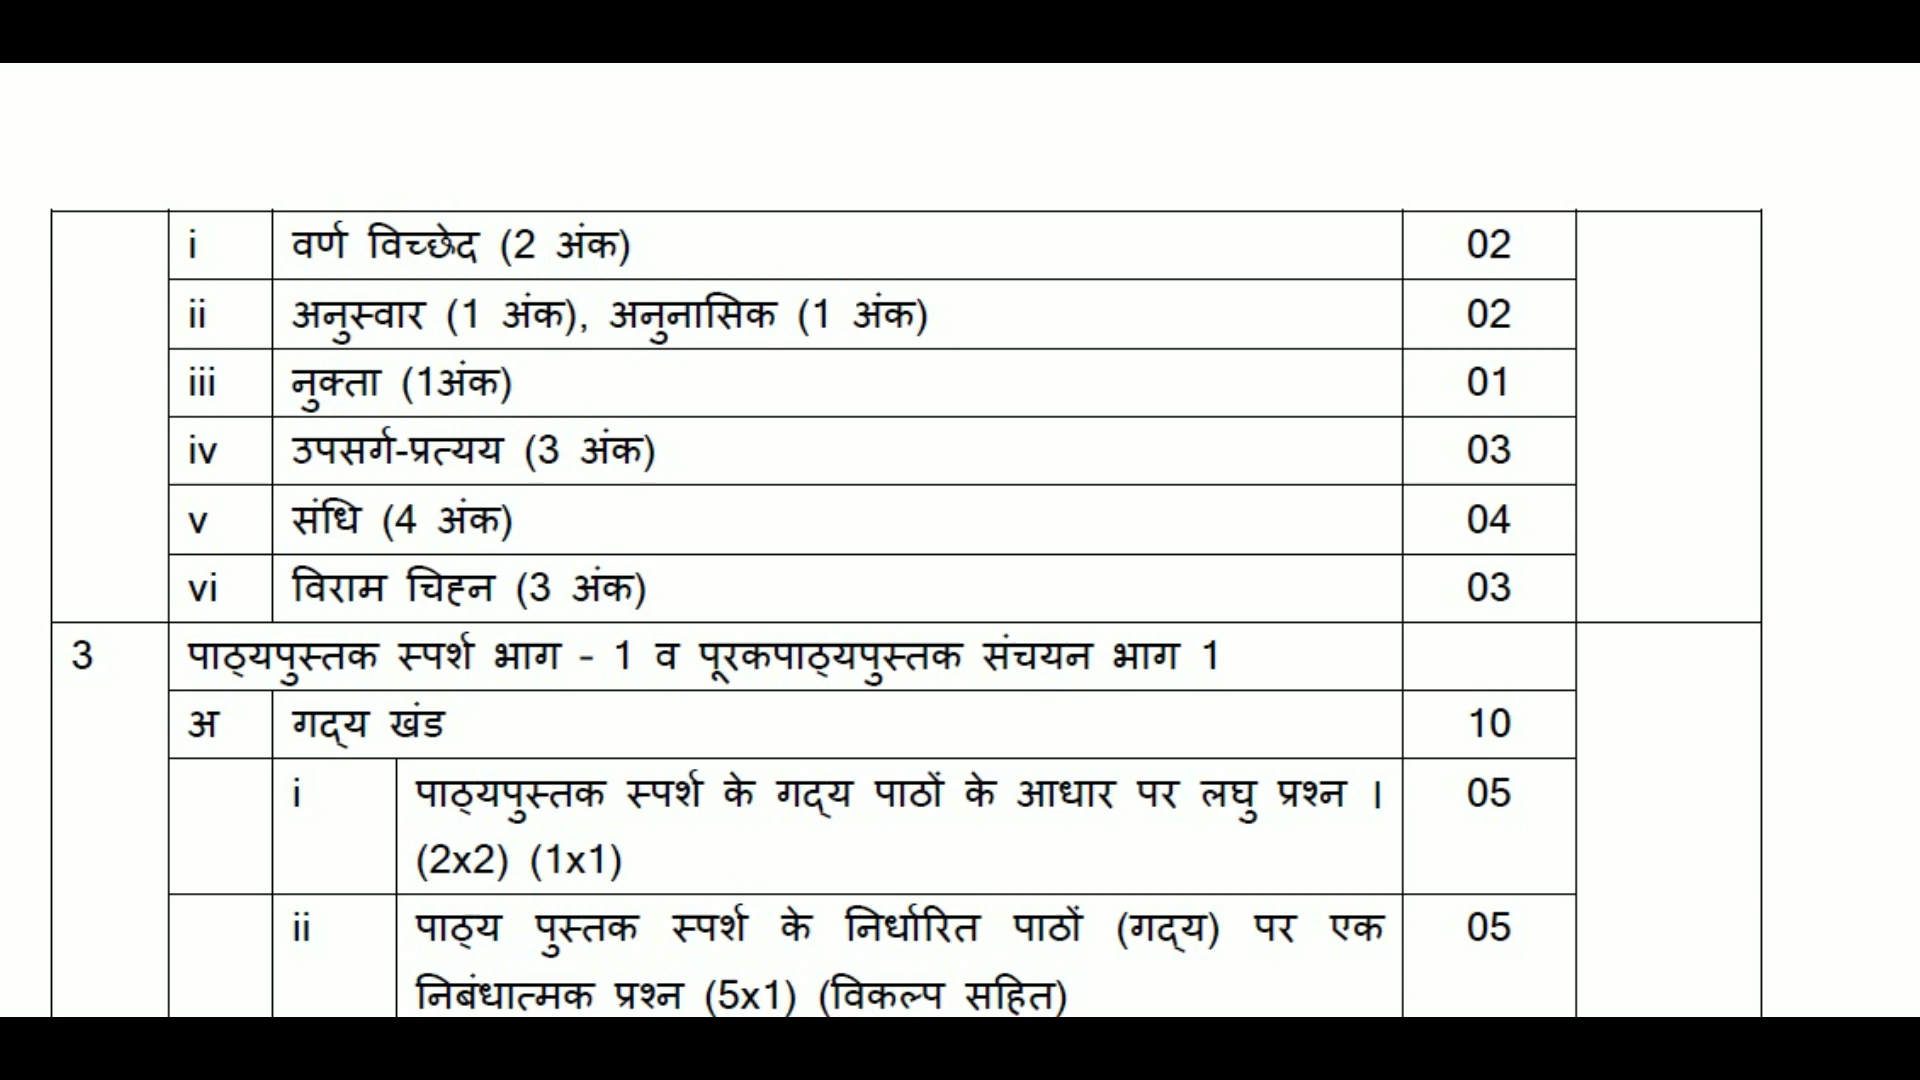 i वर्ण विच्छेद (2 अंक) 02
ii अनुस्वार (1 अंक), अनुनासिक (1 अंक) 02
iii नुक्ता (1अंक) 01
iv उपसर्ग-प्रत्यय (3 अंक) 03
v संधि (4 अंक) 04
vi विराम चिह्न (3 अंक) 03
3 पाठ्यपुस्तक स्पर्श भाग - 1 व पूरकपाठ्यपुस्तक संचयन भाग 1
अ गद्य खंड 10
i पाठ्यपुस्तक स्पर्श के गद्य पाठों के आधार पर लघु प्रश्न । 05
(2x2) (1x1)
ii पाठ्य पुस्तक स्पर्श के निर्धारित पाठों (गद्य) पर एक 05
निबंधात्मक प्रश्न (5x1) (विकल्प सहित)